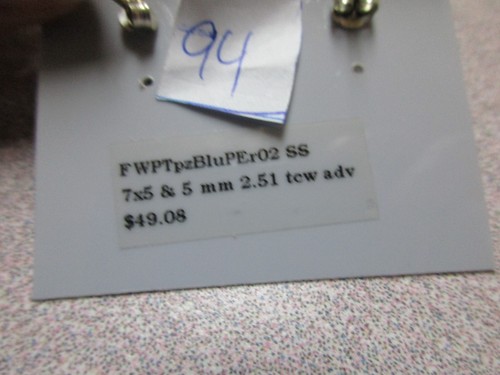 94
FWPTpzBluPEr02 SS
7x5 & 5 mm 2.51 tcw adv
$49.08